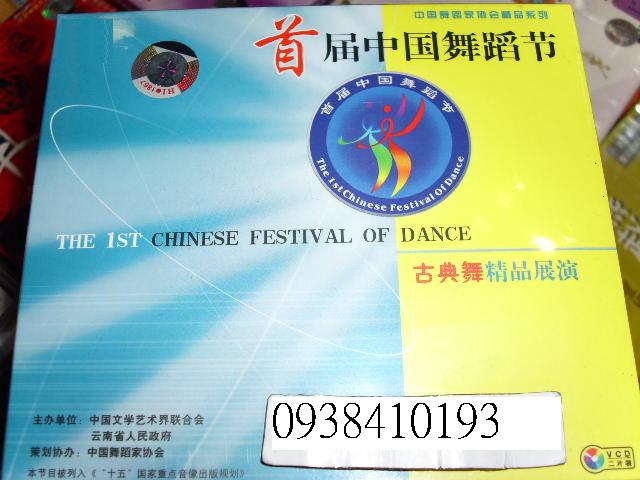 中国舞蹈家协会精品系列
首届中国舞蹈节
首届中国舞蹈节
The 1st Chinese Festival Of Dance
THE 1ST CHINESE FESTIVAL OF DANCE
古典舞精品展演
主办单位：中国文学艺术界联合会
云南省人民政府
策划协办：中国舞蹈家协会
本节目被列入《“十五”国家重点音像出版规划》
0938410193
VCD
二片装